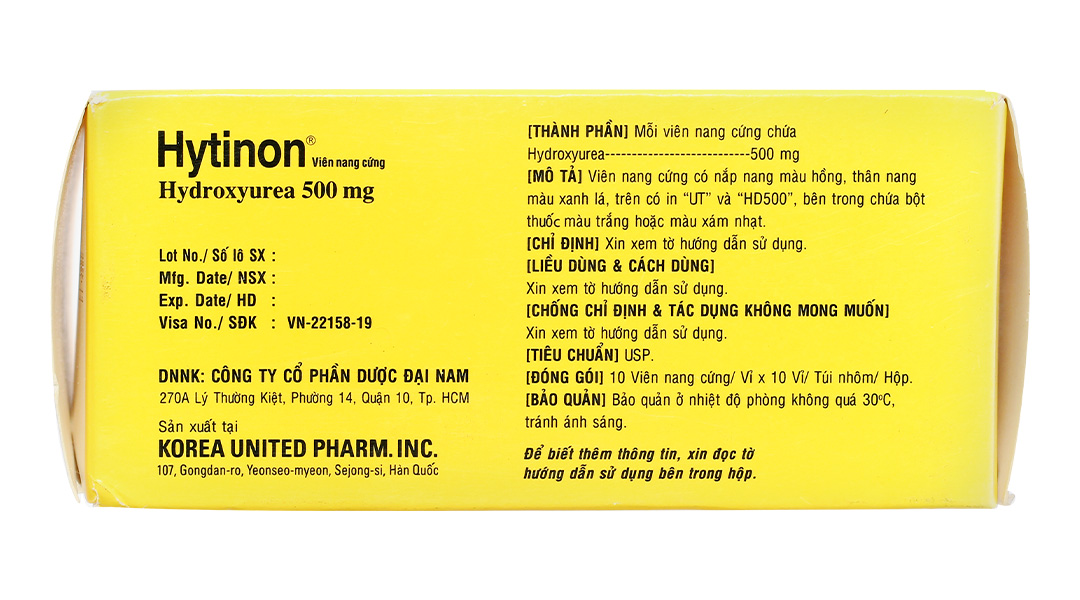 Hytinon® Viên nang cứng
Hydroxyurea 500 mg
Lot No./ Số lô SX :
Mfg. Date/ NSX :
Exp. Date/ HD :
Visa No./ SĐK : VN-22158-19
DNNK: CÔNG TY CỔ PHẦN DƯỢC ĐẠI NAM
270A Lý Thường Kiệt, Phường 14, Quận 10, Tp. HCM
Sản xuất tại
KOREA UNITED PHARM. INC.
107, Gongdan-ro, Yeonseo-myeon, Sejong-si, Hàn Quốc
[THÀNH PHẦN] Mỗi viên nang cứng chứa
Hydroxyurea---------------------------500 mg
[MÔ TẢ] Viên nang cứng có nắp nang màu hồng, thân nang
màu xanh lá, trên có in “UT” và “HD500”, bên trong chứa bột
thuốc màu trắng hoặc màu xám nhạt.
[CHỈ ĐỊNH] Xin xem tờ hướng dẫn sử dụng.
[LIỀU DÙNG & CÁCH DÙNG]
Xin xem tờ hướng dẫn sử dụng.
[CHỐNG CHỈ ĐỊNH & TÁC DỤNG KHÔNG MONG MUỐN]
Xin xem tờ hướng dẫn sử dụng.
[TIÊU CHUẨN] USP.
[ĐÓNG GÓI] 10 Viên nang cứng/ Vỉ x 10 Vỉ/ Túi nhôm/ Hộp.
[BẢO QUẢN] Bảo quản ở nhiệt độ phòng không quá 30ºC,
tránh ánh sáng.
Để biết thêm thông tin, xin đọc tờ
hướng dẫn sử dụng bên trong hộp.